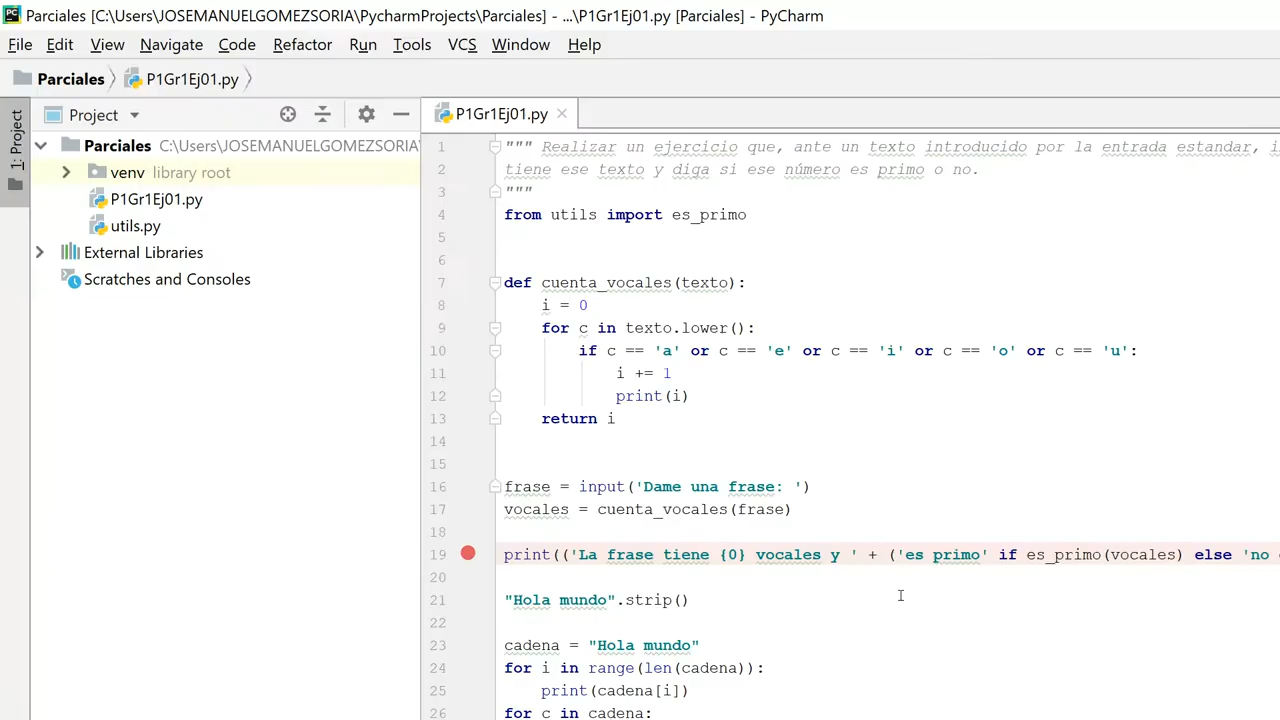 Parciales [C:\Users\JOSEMANUELGOMEZSORIA\PycharmProjects\Parciales] - ...\P1Gr1Ej01.py [Parciales] - PyCharm
File Edit View Navigate Code Refactor Run Tools VCS Window Help
Parciales P1Gr1Ej01.py
1: Project
Project
Parciales C:\Users\JOSEMANUELGOMEZSORIA
venv library root
P1Gr1Ej01.py
utils.py
External Libraries
Scratches and Consoles
P1Gr1Ej01.py
1 """ Realizar un ejercicio que, ante un texto introducido por la entrada estandar, i
2 tiene ese texto y diga si ese número es primo o no.
3 """
4 from utils import es_primo
5
6
7 def cuenta_vocales(texto):
8 i = 0
9 for c in texto.lower():
10 if c == 'a' or c == 'e' or c == 'i' or c == 'o' or c == 'u':
11 i += 1
12 print(i)
13 return i
14
15
16 frase = input('Dame una frase: ')
17 vocales = cuenta_vocales(frase)
18
19 print(('La frase tiene {0} vocales y ' + ('es primo' if es_primo(vocales) else 'no
20
21 "Hola mundo".strip()
22
23 cadena = "Hola mundo"
24 for i in range(len(cadena)):
25 print(cadena[i])
26 for c in cadena: